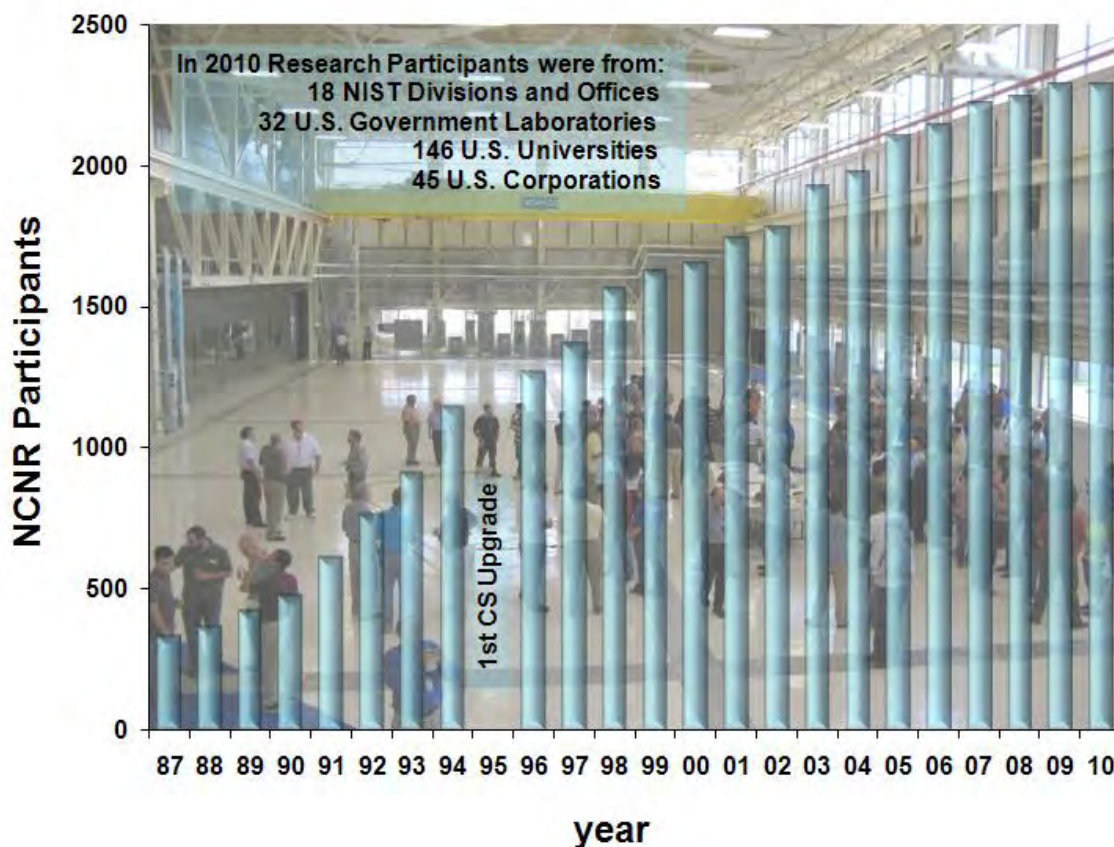 2500
In 2010 Research Participants were from:
18 NIST Divisions and Offices
32 U.S. Government Laboratories
146 U.S. Universities
45 U.S. Corporations
2000
1500
1000
500
0
NCNR Participants
1st CS Upgrade
87 88 89 90 91 92 93 94 95 96 97 98 99 00 01 02 03 04 05 06 07 08 09 10
year